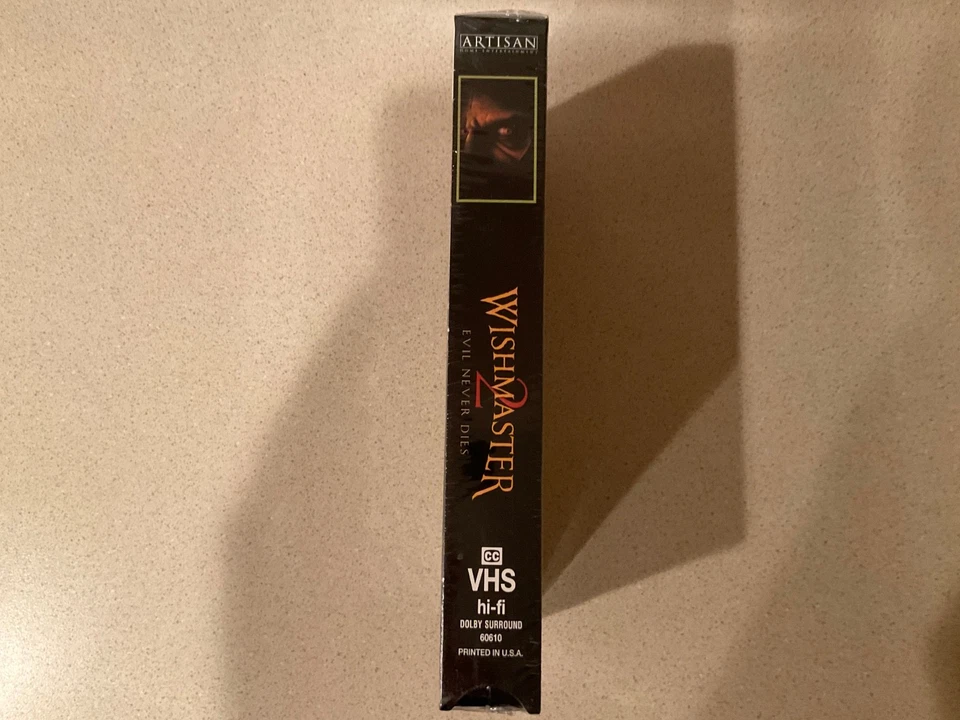 ARTISAN
HOME ENTERTAINMENT
WISHMASTER
2
EVIL NEVER DIES
CC
VHS
hi-fi
DOLBY SURROUND
60610
PRINTED IN U.S.A.